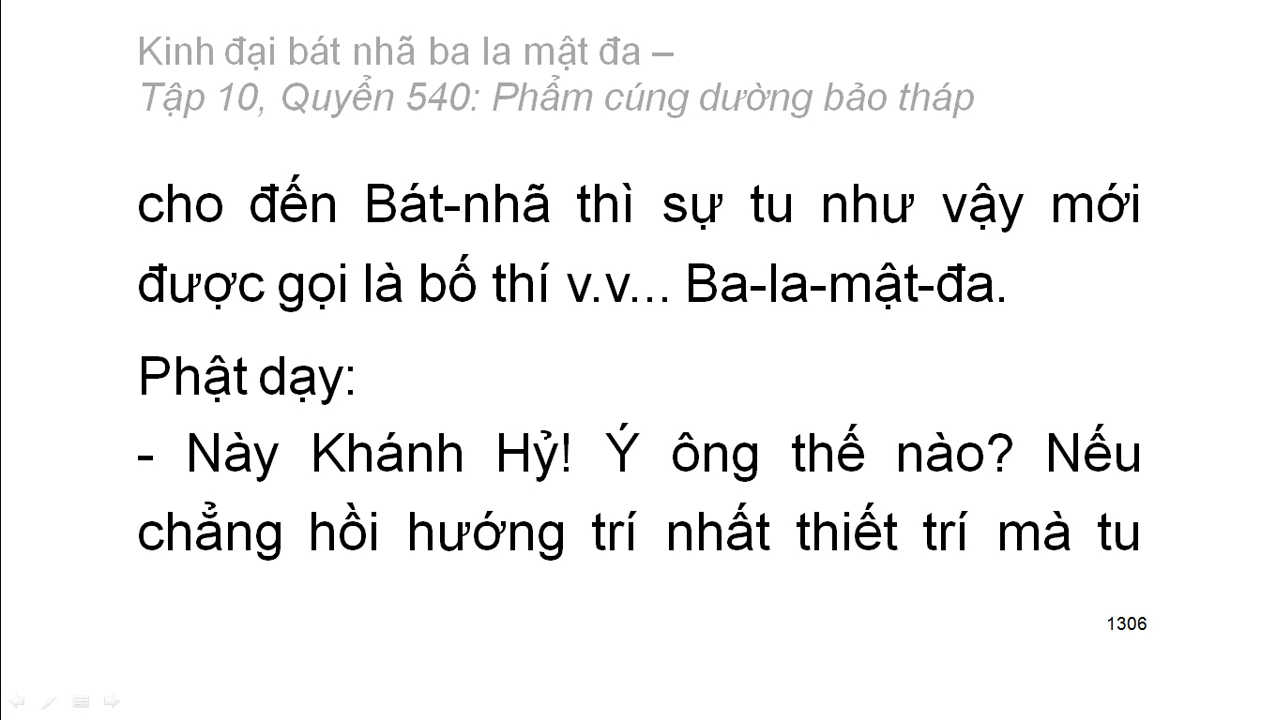 Kinh đại bát nhã ba la mật đa –
Tập 10, Quyển 540: Phẩm cúng dường bảo tháp
cho đến Bát-nhã thì sự tu như vậy mới
được gọi là bố thí v.v... Ba-la-mật-đa.
Phật dạy:
- Này Khánh Hỷ! Ý ông thế nào? Nếu
chẳng hồi hướng trí nhất thiết trí mà tu
1306